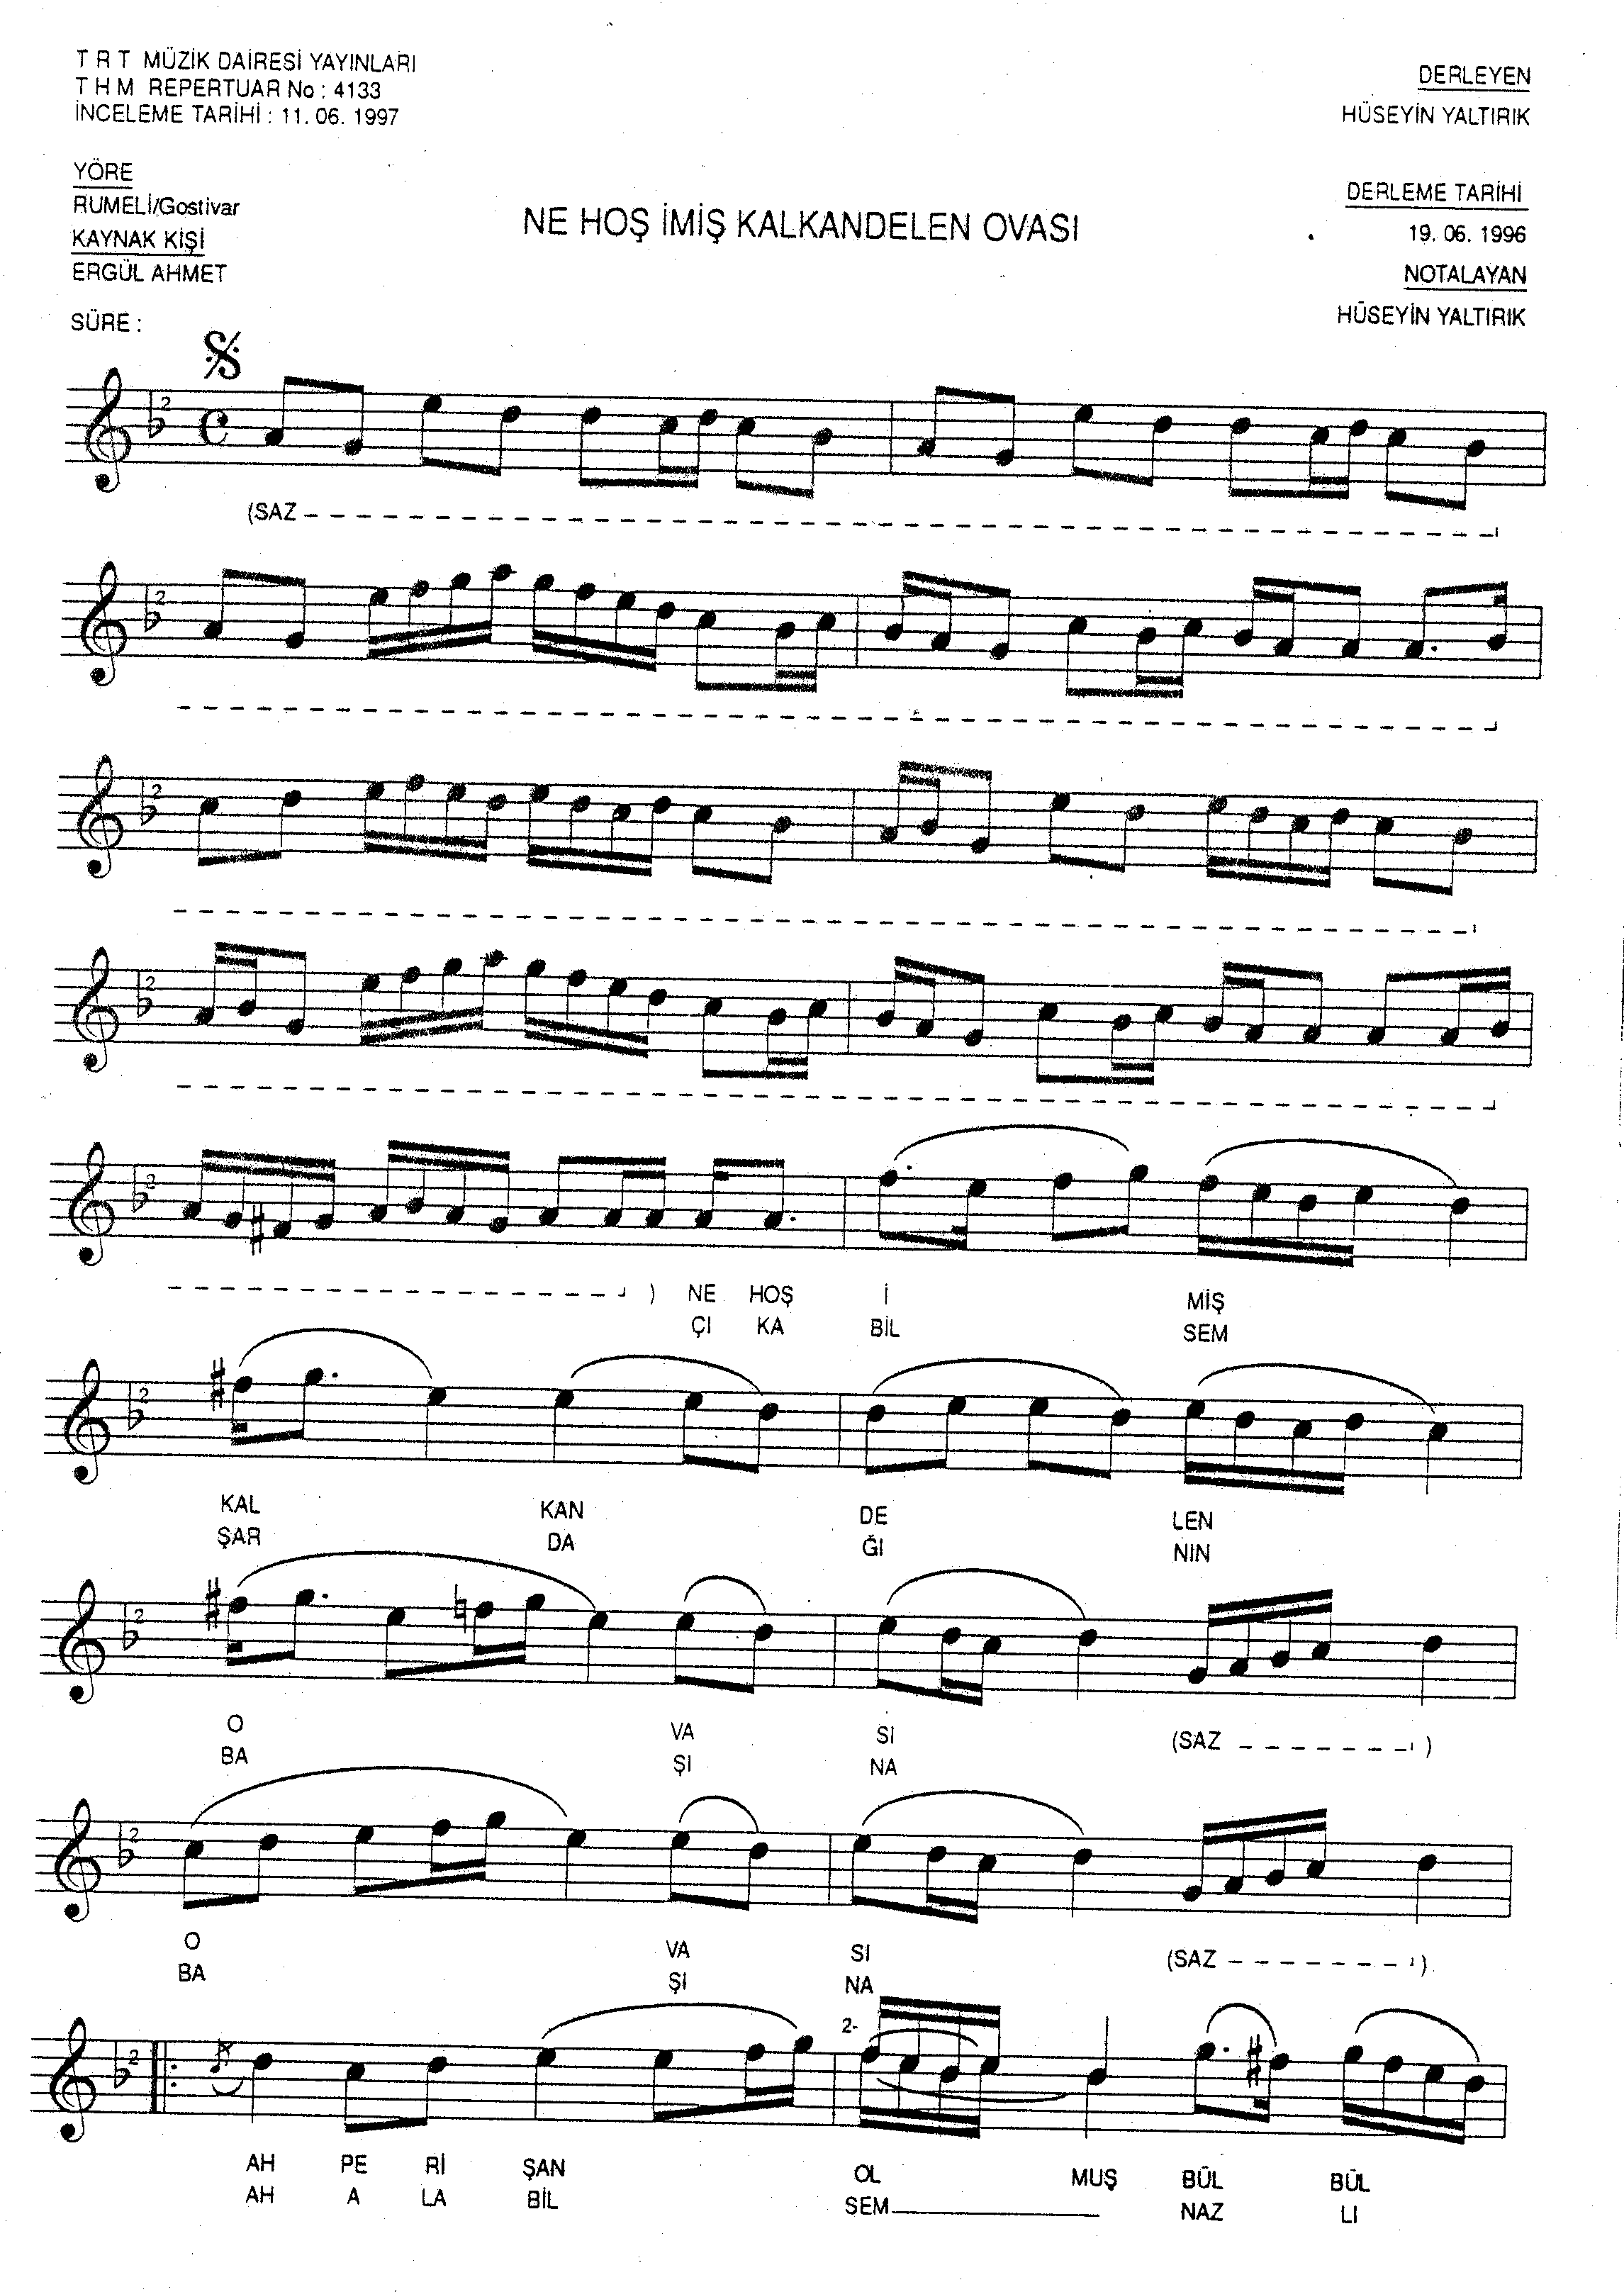 T R T MÜZİK DAİRESİ YAYINLARI
T H M REPERTUAR No : 4133
İNCELEME TARİHİ : 11. 06. 1997
DERLEYEN
HÜSEYİN YALTIRIK
YÖRE
RUMELİ/Gostivar
KAYNAK KİŞİ
ERGÜL AHMET
SÜRE :
NE HOŞ İMİŞ KALKANDELEN OVASI
DERLEME TARİHİ
19. 06. 1996
NOTALAYAN
HÜSEYİN YALTIRIK
(SAZ
) NE HOŞ İ MİŞ
ÇI KA BİL SEM
KAL KAN DE LEN
ŞAR DA Ğİ NIN
O VA SI (SAZ )
BA ŞI NA
O VA SI (SAZ )
BA ŞI NA
2-
AH PE Rİ ŞAN OL MUŞ BÜL BÜL
AH A LA BİL SEM NAZ LI